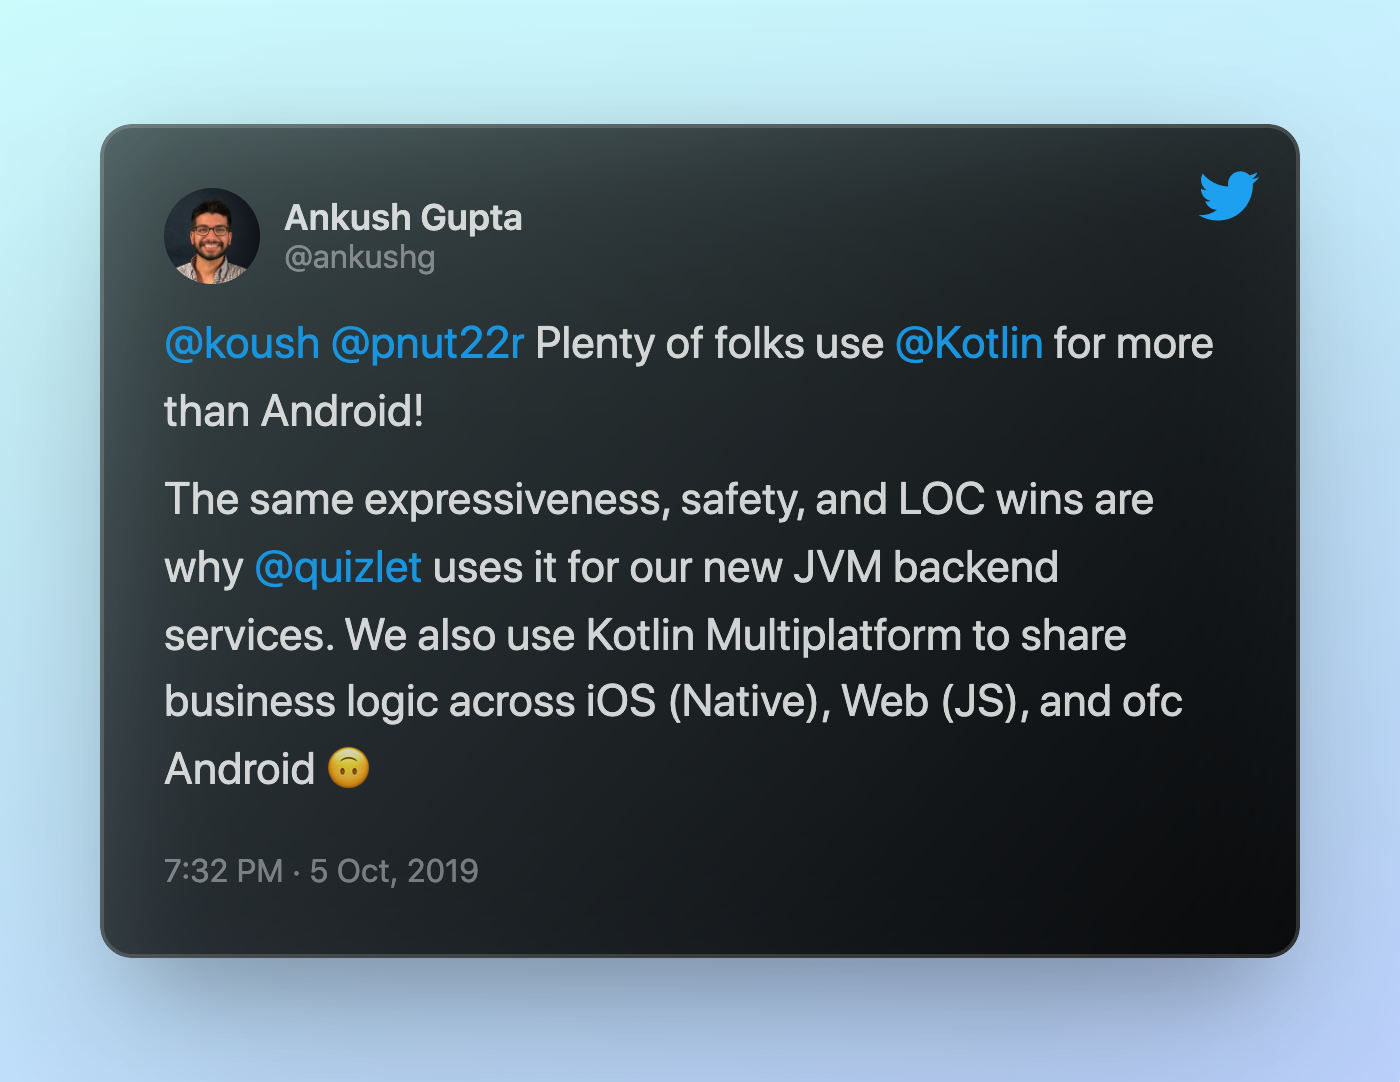 Ankush Gupta
@ankushg
@koush @pnut22r Plenty of folks use @Kotlin for more
than Android!
The same expressiveness, safety, and LOC wins are
why @quizlet uses it for our new JVM backend
services. We also use Kotlin Multiplatform to share
business logic across iOS (Native), Web (JS), and ofc
Android 🙃
7:32 PM · 5 Oct, 2019